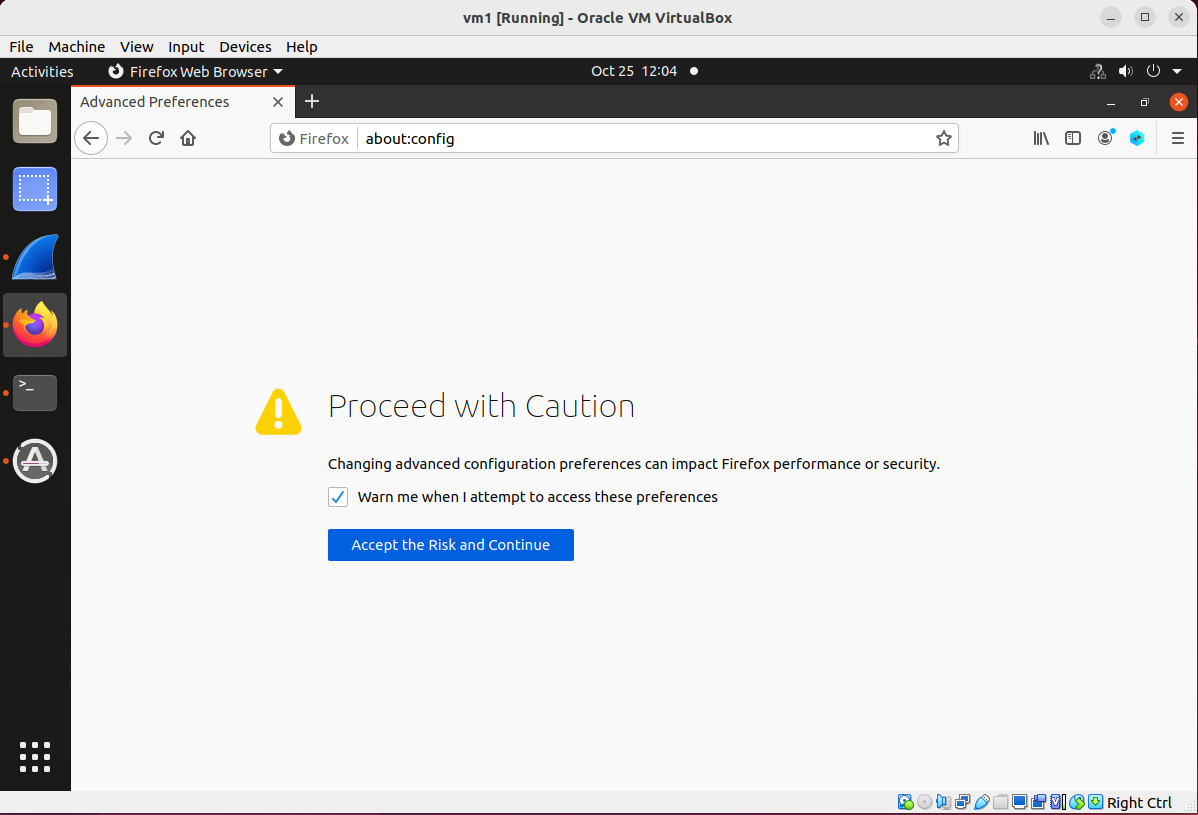 vm1 [Running] - Oracle VM VirtualBox
File Machine View Input Devices Help
Activities Firefox Web Browser Oct 25 12:04
Advanced Preferences
Firefox about:config
>_
Proceed with Caution
Changing advanced configuration preferences can impact Firefox performance or security.
Warn me when I attempt to access these preferences
Accept the Risk and Continue
Right Ctrl